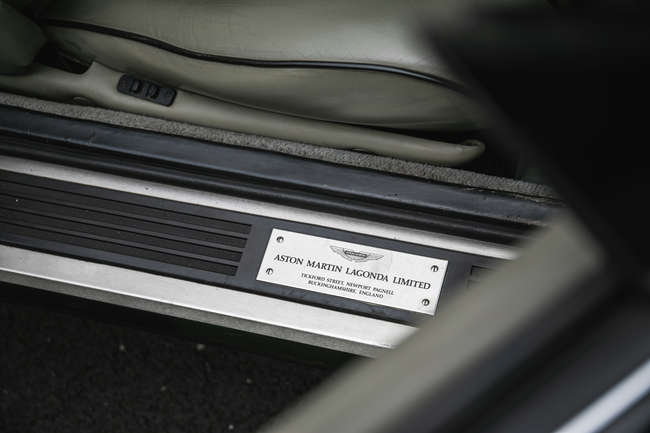 ASTON MARTIN LAGONDA LIMITED
TICKFORD STREET, NEWPORT PAGNELL
BUCKINGHAMSHIRE, ENGLAND